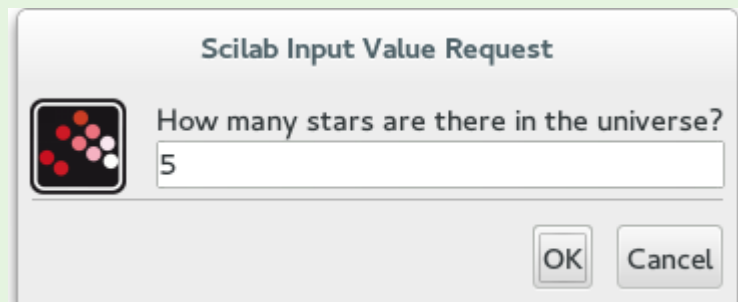 Scilab Input Value Request
How many stars are there in the universe?
5
OK Cancel